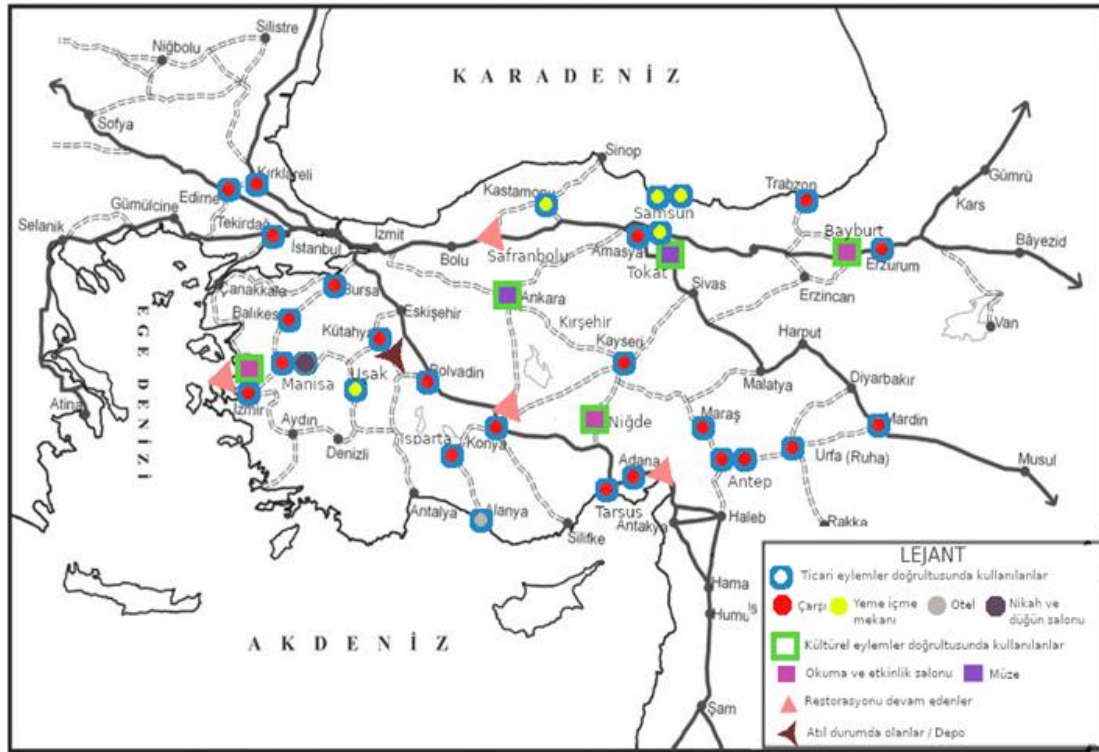 Silistre
Niğbolu
KARADENİZ
Sofya
Sinop
Kırklareli
Kastamonu
Trabzon
Gümrü
Edirne
Kars
Gümülcine
Samsun
Selanik
Tekirdağ
İzmit
Bayburt
İstanbul
Bolu
Safranbolu
Amasya
Bâyezid
Tokat
Erzurum
Çanakkale
Bursa
Ankara
Sivas
Erzincan
Balıkes
Eskişehir
Kırşehir
Van
Kütahya
Harput
EGE DENİZİ
Kayseri
Manisa
Uşak
Bolvadin
Malatya
Diyarbakır
Atina
İzmir
Maraş
Mardin
Aydın
Niğde
Isparta
Konya
Denizli
Urfa (Ruha)
Adana
Antep
Musul
Antalya
Alanya
Tarsus
Silifke
Antakya
Haleb
Rakka
LEJANT
Ticari eylemler doğrultusunda kullanılanlar
Çarşı Yeme içme mekanı Otel Nikah ve düğün salonu
Hama
Humus
Kültürel eylemler doğrultusunda kullanılanlar
AKDENİZ
Okuma ve etkinlik salonu Müze
Restorasyonu devam edenler
Şam
Atıl durumda olanlar / Depo